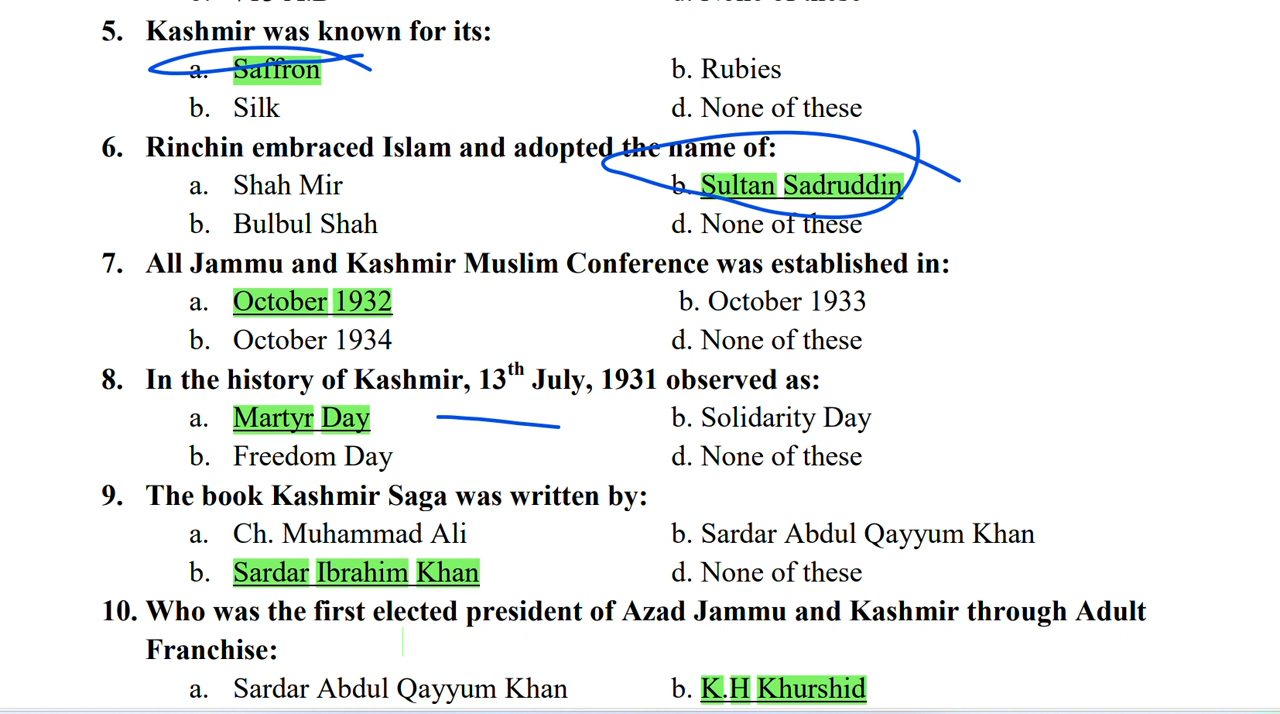 5. Kashmir was known for its:
a. Saffron b. Rubies
b. Silk d. None of these
6. Rinchin embraced Islam and adopted the name of:
a. Shah Mir b. Sultan Sadruddin
b. Bulbul Shah d. None of these
7. All Jammu and Kashmir Muslim Conference was established in:
a. October 1932 b. October 1933
b. October 1934 d. None of these
8. In the history of Kashmir, 13th July, 1931 observed as:
a. Martyr Day b. Solidarity Day
b. Freedom Day d. None of these
9. The book Kashmir Saga was written by:
a. Ch. Muhammad Ali b. Sardar Abdul Qayyum Khan
b. Sardar Ibrahim Khan d. None of these
10. Who was the first elected president of Azad Jammu and Kashmir through Adult
Franchise:
a. Sardar Abdul Qayyum Khan b. K.H Khurshid